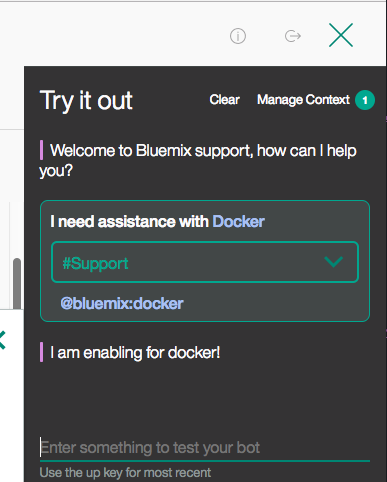 Try it out
Clear
Manage Context
1
Welcome to Bluemix support, how can I help
you?
I need assistance with Docker
#Support
@bluemix:docker
I am enabling for docker!
Enter something to test your bot
Use the up key for most recent